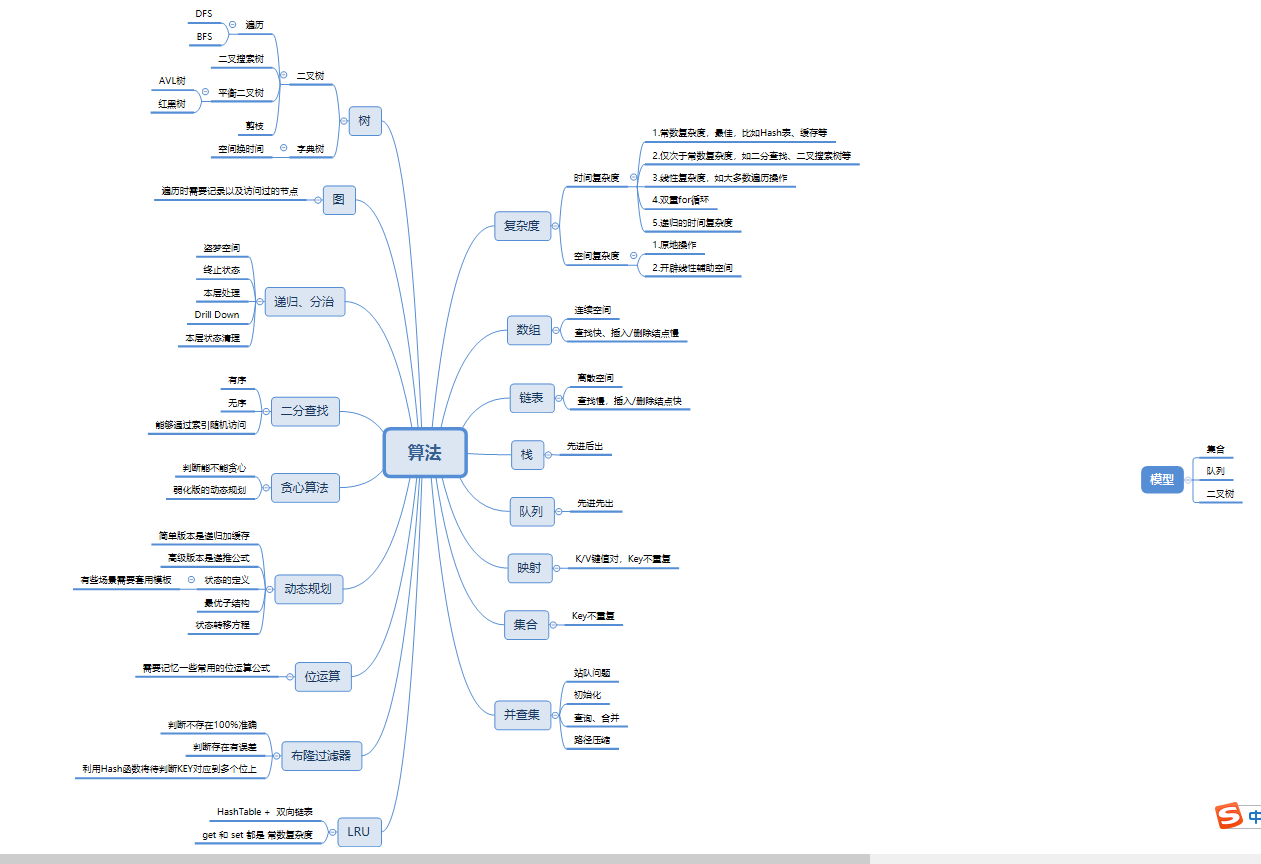 算法
复杂度
时间复杂度
1.常数复杂度，最佳，比如Hash表、缓存等
2.仅次于常数复杂度，如二分查找、二叉搜索树等
3.线性复杂度，如大多数遍历操作
4.双重for循环
5.递归的时间复杂度
空间复杂度
1.原地操作
2.开辟线性辅助空间
数组
连续空间
查找快、插入/删除结点慢
链表
离散空间
查找慢，插入/删除结点快
栈
先进后出
队列
先进先出
映射
K/V键值对，Key不重复
集合
Key不重复
并查集
站队问题
初始化
查询、合并
路径压缩
树
二叉树
遍历
DFS
BFS
二叉搜索树
平衡二叉树
AVL树
红黑树
剪枝
字典树
空间换时间
图
遍历时需要记录以及访问过的节点
递归、分治
盗梦空间
终止状态
本层处理
Drill Down
本层状态清理
二分查找
有序
无序
能够通过索引随机访问
贪心算法
判断能不能贪心
弱化版的动态规划
动态规划
简单版本是递归加缓存
高级版本是递推公式
状态的定义
有些场景需要套用模板
最优子结构
状态转移方程
位运算
需要记忆一些常用的位运算公式
布隆过滤器
判断不存在100%准确
判断存在有误差
利用Hash函数将待判断KEY对应到多个位上
LRU
HashTable + 双向链表
get 和 set 都是 常数复杂度
模型
集合
队列
二叉树
S 中